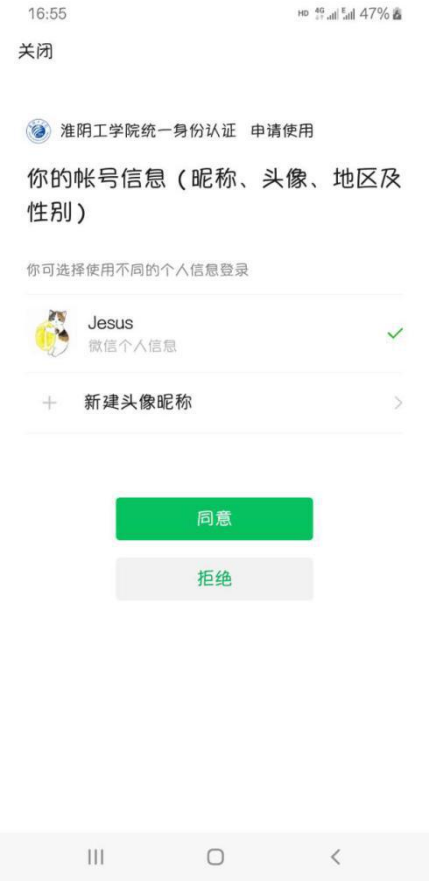 16:55
HD 4G E 47%
关闭
淮阴工学院统一身份认证 申请使用
你的帐号信息（昵称、头像、地区及
性别）
你可选择使用不同的个人信息登录
Jesus
微信个人信息
新建头像昵称
同意
拒绝